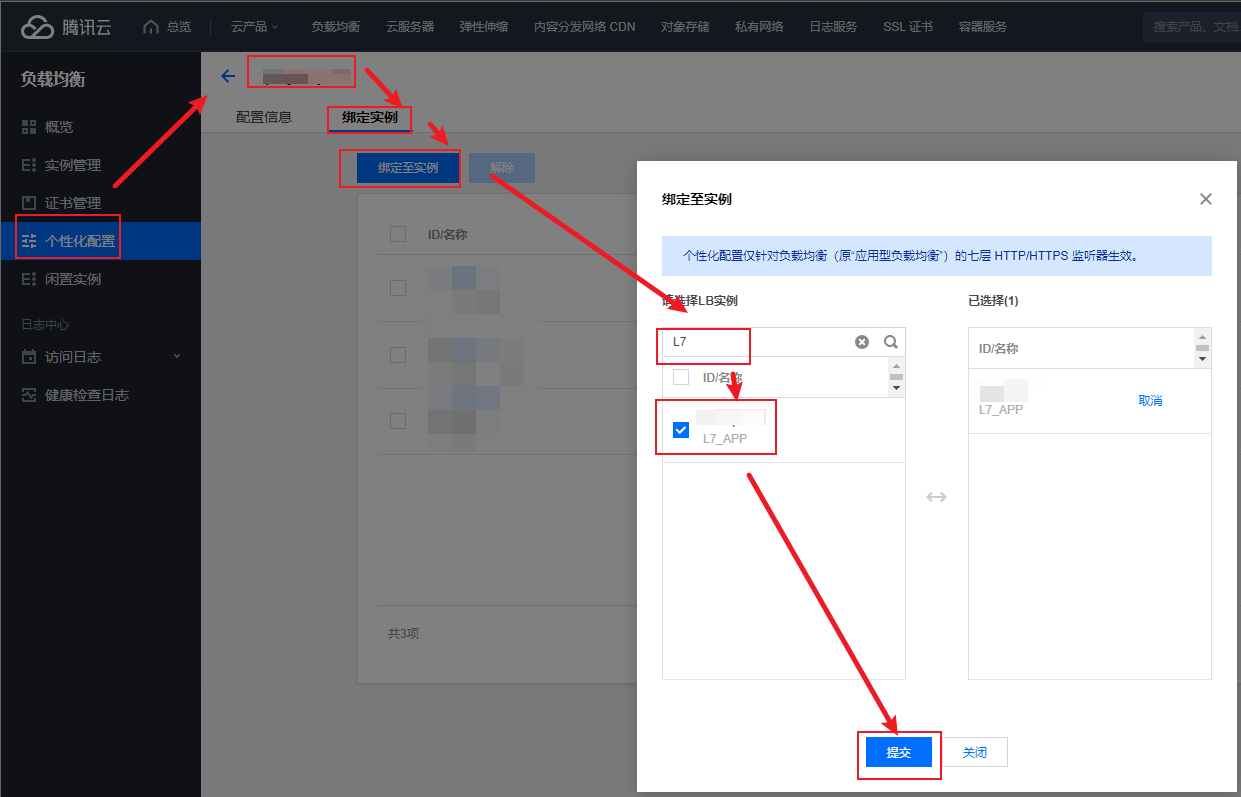 腾讯云
总览
云产品
负载均衡
云服务器
弹性伸缩
内容分发网络 CDN
对象存储
私有网络
日志服务
SSL 证书
容器服务
搜索产品、文档
负载均衡
概览
实例管理
证书管理
个性化配置
闲置实例
日志中心
访问日志
健康检查日志
配置信息
绑定实例
绑定至实例
解除
ID/名称
共3项
绑定至实例
个性化配置仅针对负载均衡（原“应用型负载均衡”）的七层 HTTP/HTTPS 监听器生效。
请选择LB实例
L7
ID/名称
L7_APP
已选择(1)
ID/名称
L7_APP
取消
提交
关闭